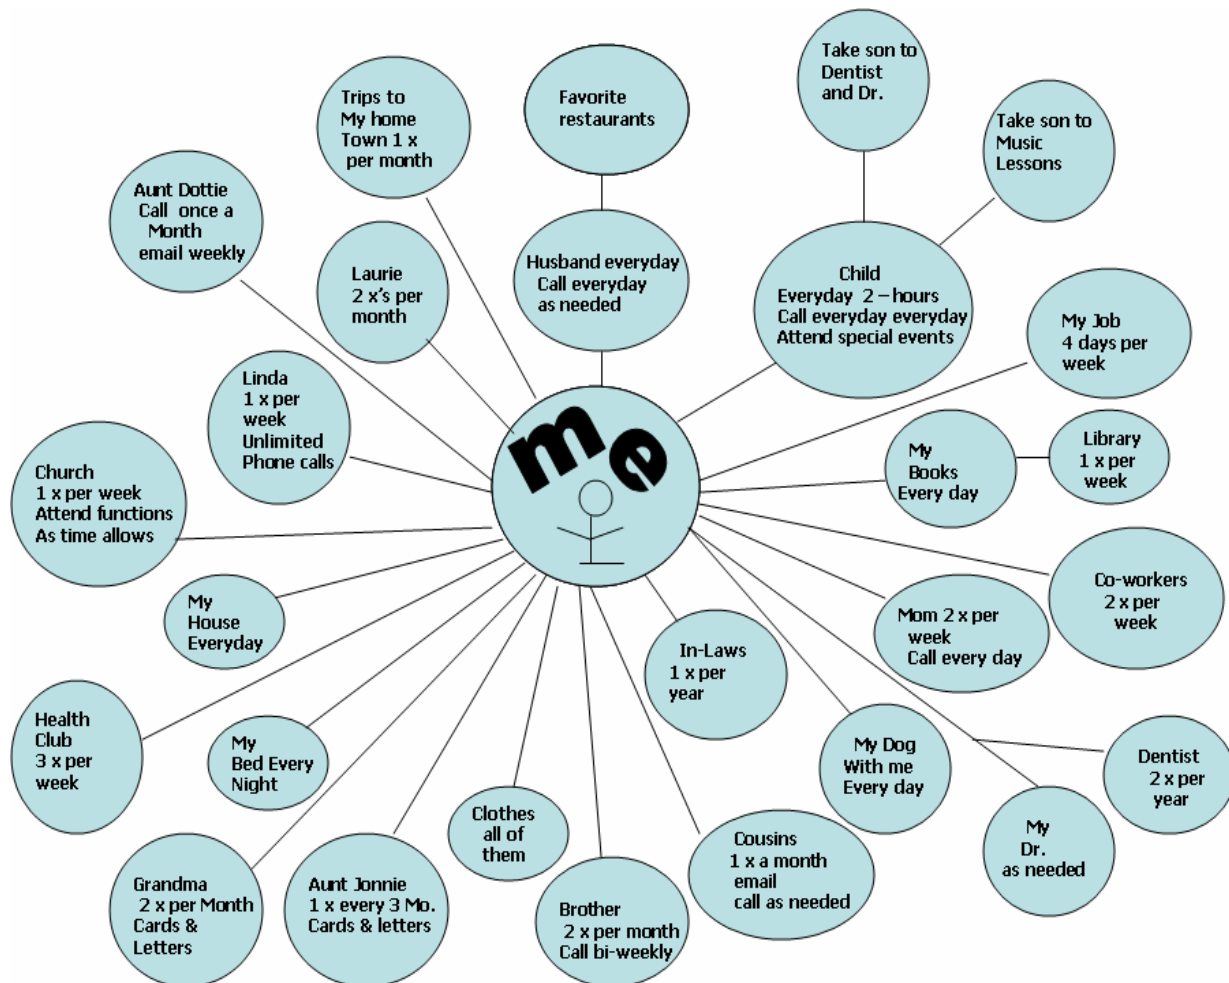 Take son to
Dentist
and Dr.
Favorite
restaurants
Trips to
My home
Town 1 x
per month
Take son to
Music
Lessons
Aunt Dottie
Call once a
Month
email weekly
Laurie
2 x's per
month
Husband everyday
Call everyday
as needed
Child
Everyday 2 – hours
Call everyday everyday
Attend special events
My Job
4 days per
week
Linda
1 x per
week
Unlimited
Phone calls
me
My
Books
Every day
Library
1 x per
week
Church
1 x per week
Attend functions
As time allows
My
House
Everyday
In-Laws
1 x per
year
Mom 2 x per
week
Call every day
Co-workers
2 x per
week
Health
Club
3 x per
week
My
Bed Every
Night
My Dog
With me
Every day
Dentist
2 x per
year
Clothes
all of
them
Cousins
1 x a month
email
call as needed
My
Dr.
as needed
Grandma
2 x per Month
Cards &
Letters
Aunt Jonnie
1 x every 3 Mo.
Cards & letters
Brother
2 x per month
Call bi-weekly